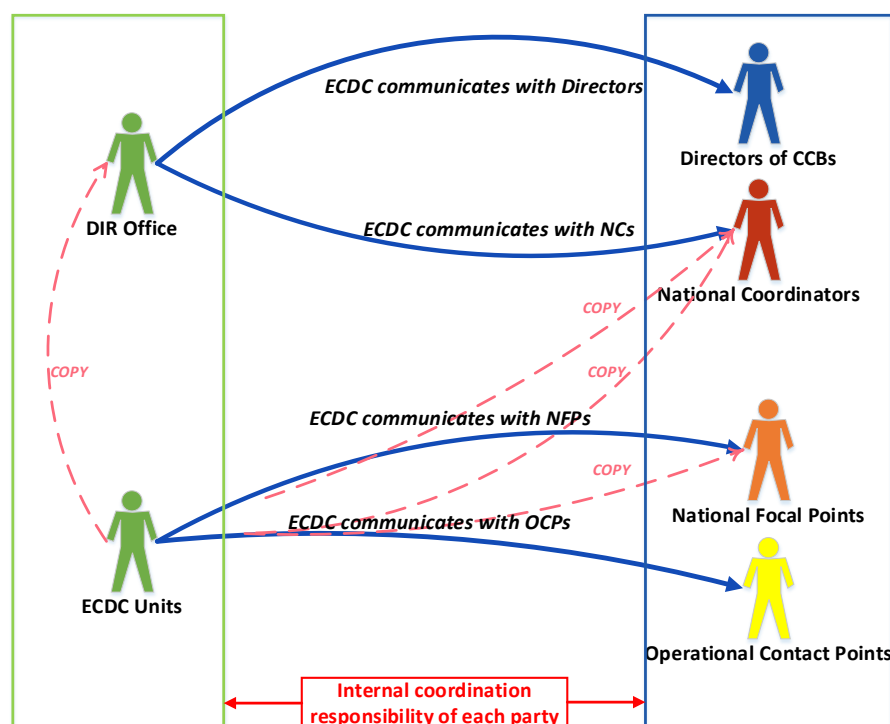 ECDC communicates with Directors
Directors of CCBs
DIR Office
ECDC communicates with NCs
National Coordinators
COPY
COPY
COPY
ECDC communicates with NFPs
COPY
National Focal Points
ECDC communicates with OCPs
ECDC Units
Operational Contact Points
Internal coordination
responsibility of each party